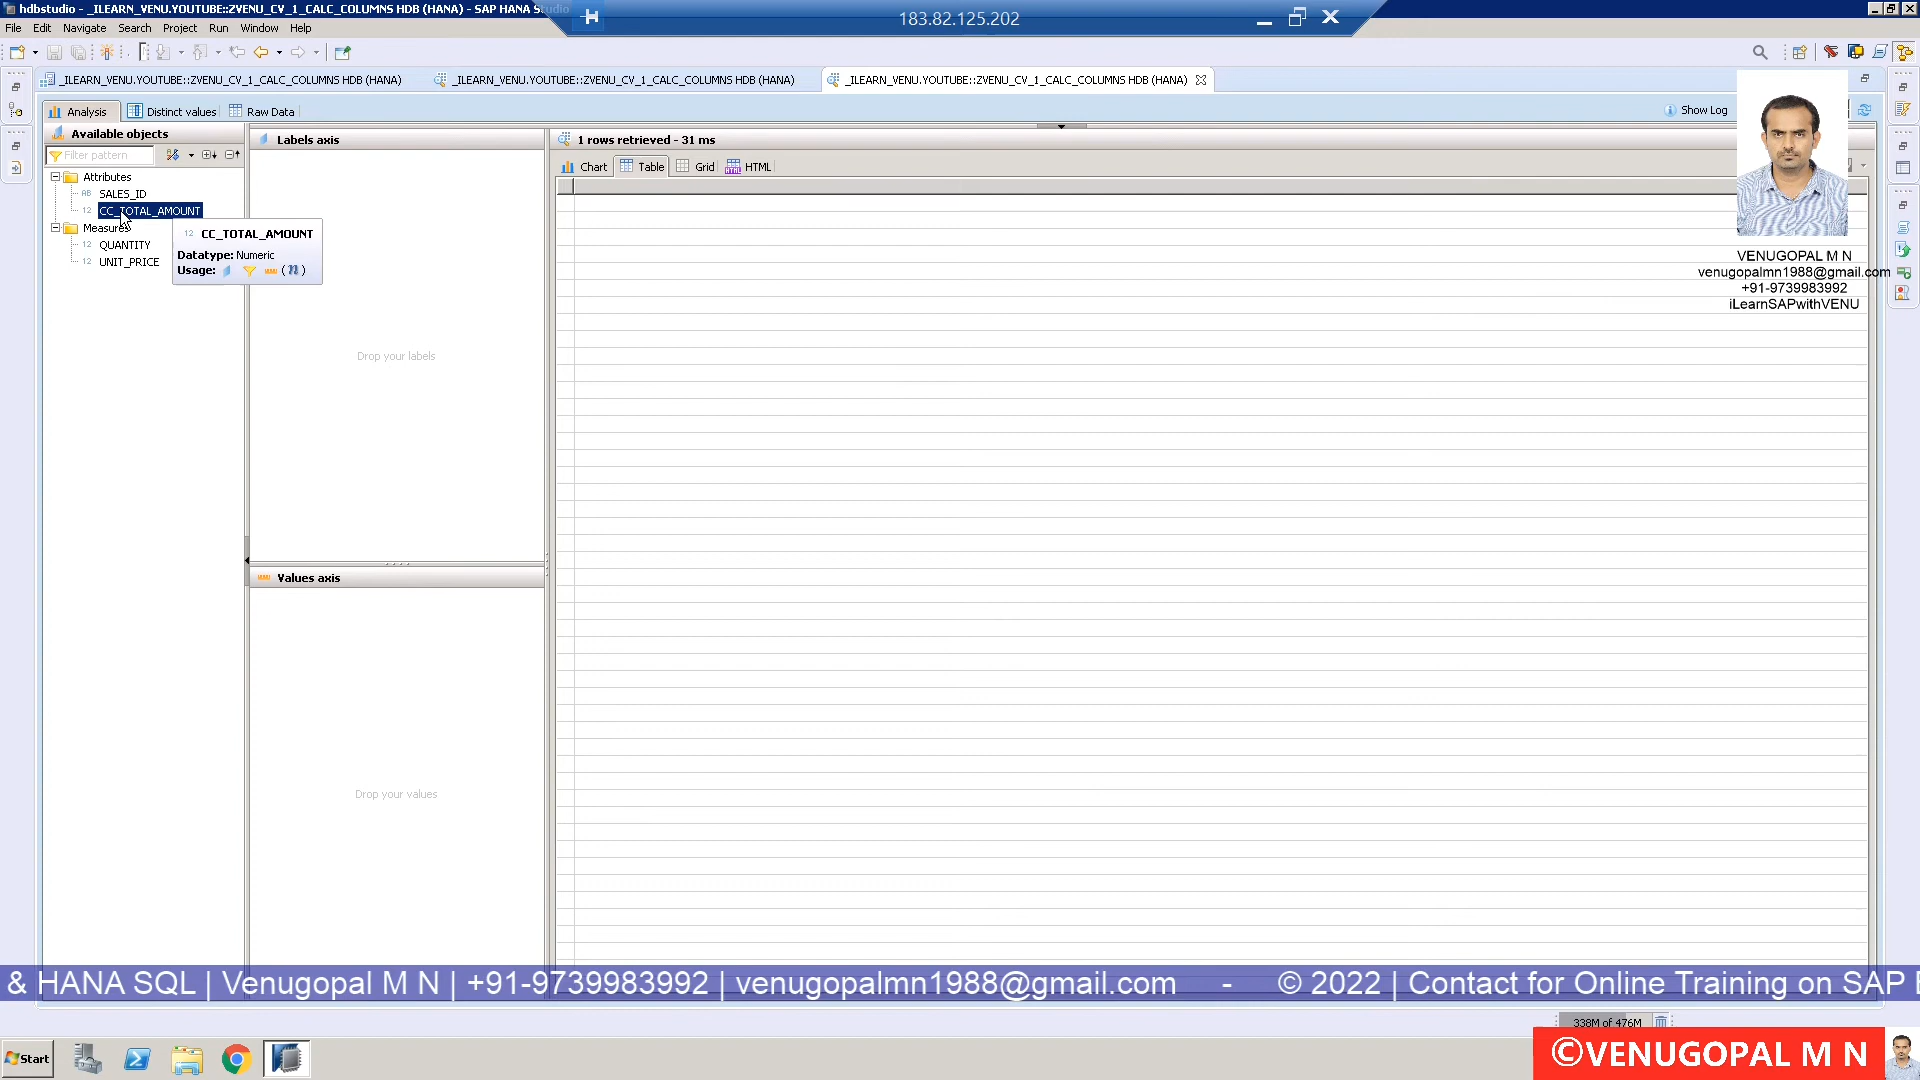 hdbstudio - _ILEARN_VENU.YOUTUBE::ZVENU_CV_1_CALC_COLUMNS HDB (HANA) - SAP HANA Studio
183.82.125.202
File Edit Navigate Search Project Run Window Help
_ILEARN_VENU.YOUTUBE::ZVENU_CV_1_CALC_COLUMNS HDB (HANA)
_ILEARN_VENU.YOUTUBE::ZVENU_CV_1_CALC_COLUMNS HDB (HANA)
_ILEARN_VENU.YOUTUBE::ZVENU_CV_1_CALC_COLUMNS HDB (HANA)
Analysis Distinct values Raw Data
Show Log
Available objects
Filter pattern
Attributes
AB SALES_ID
12 CC_TOTAL_AMOUNT
Measures
12 QUANTITY
12 UNIT_PRICE
12 CC_TOTAL_AMOUNT
Datatype: Numeric
Usage: ( )
Labels axis
Drop your labels
Values axis
Drop your values
1 rows retrieved - 31 ms
Chart Table Grid HTML
VENUGOPAL M N
venugopalmn1988@gmail.com
+91-9739983992
iLearnSAPwithVENU
& HANA SQL | Venugopal M N | +91-9739983992 | venugopalmn1988@gmail.com - © 2022 | Contact for Online Training on SAP
338M of 476M
Start
©VENUGOPAL M N